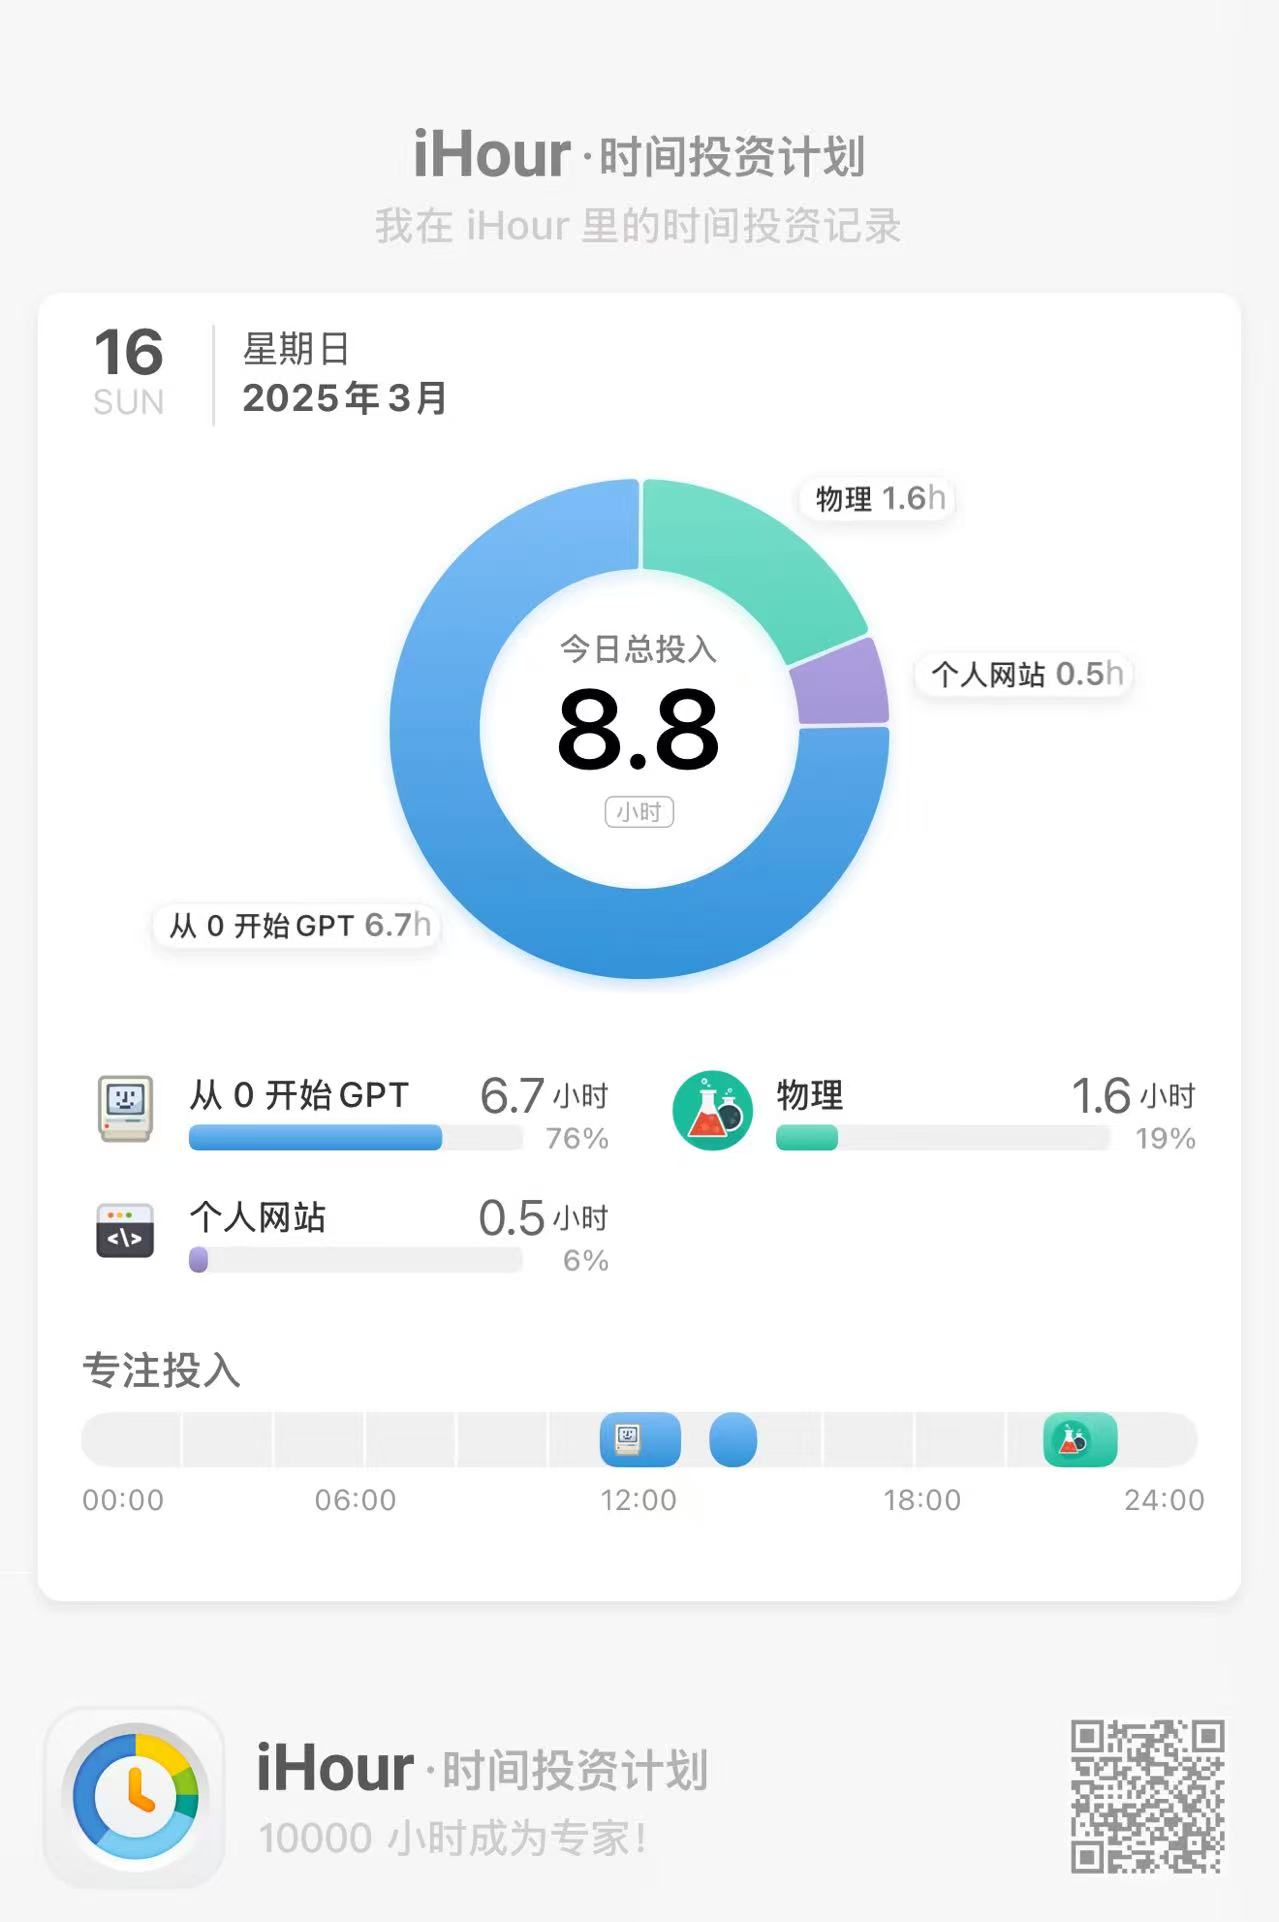 iHour · 时间投资计划
我在 iHour 里的时间投资记录
16
SUN
星期日
2025年3月
物理 1.6h
个人网站 0.5h
今日总投入
8.8
小时
从 0 开始GPT 6.7h
从 0 开始GPT 6.7 小时
76%
物理 1.6 小时
19%
</>
个人网站 0.5 小时
6%
专注投入
00:00 06:00 12:00 18:00 24:00
iHour · 时间投资计划
10000 小时成为专家!